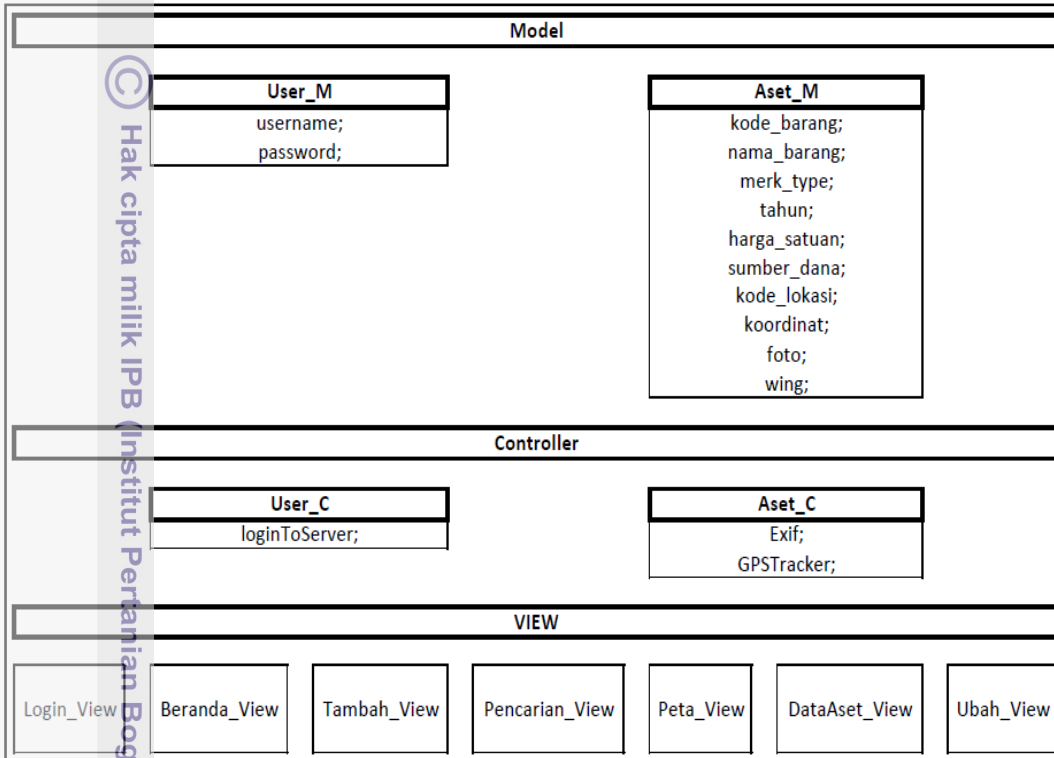 Model
User_M
username;
password;
Aset_M
kode_barang;
nama_barang;
merk_type;
tahun;
harga_satuan;
sumber_dana;
kode_lokasi;
koordinat;
foto;
wing;
Controller
User_C
loginToServer;
Aset_C
Exif;
GPSTracker;
VIEW
Login_View
Beranda_View
Tambah_View
Pencarian_View
Peta_View
DataAset_View
Ubah_View
© Hak cipta milik IPB (Institut Pertanian Bog